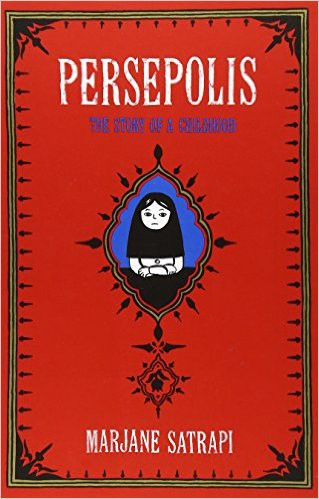 PERSEPOLIS
THE STORY OF A CHILDHOOD
MARJANE SATRAPI